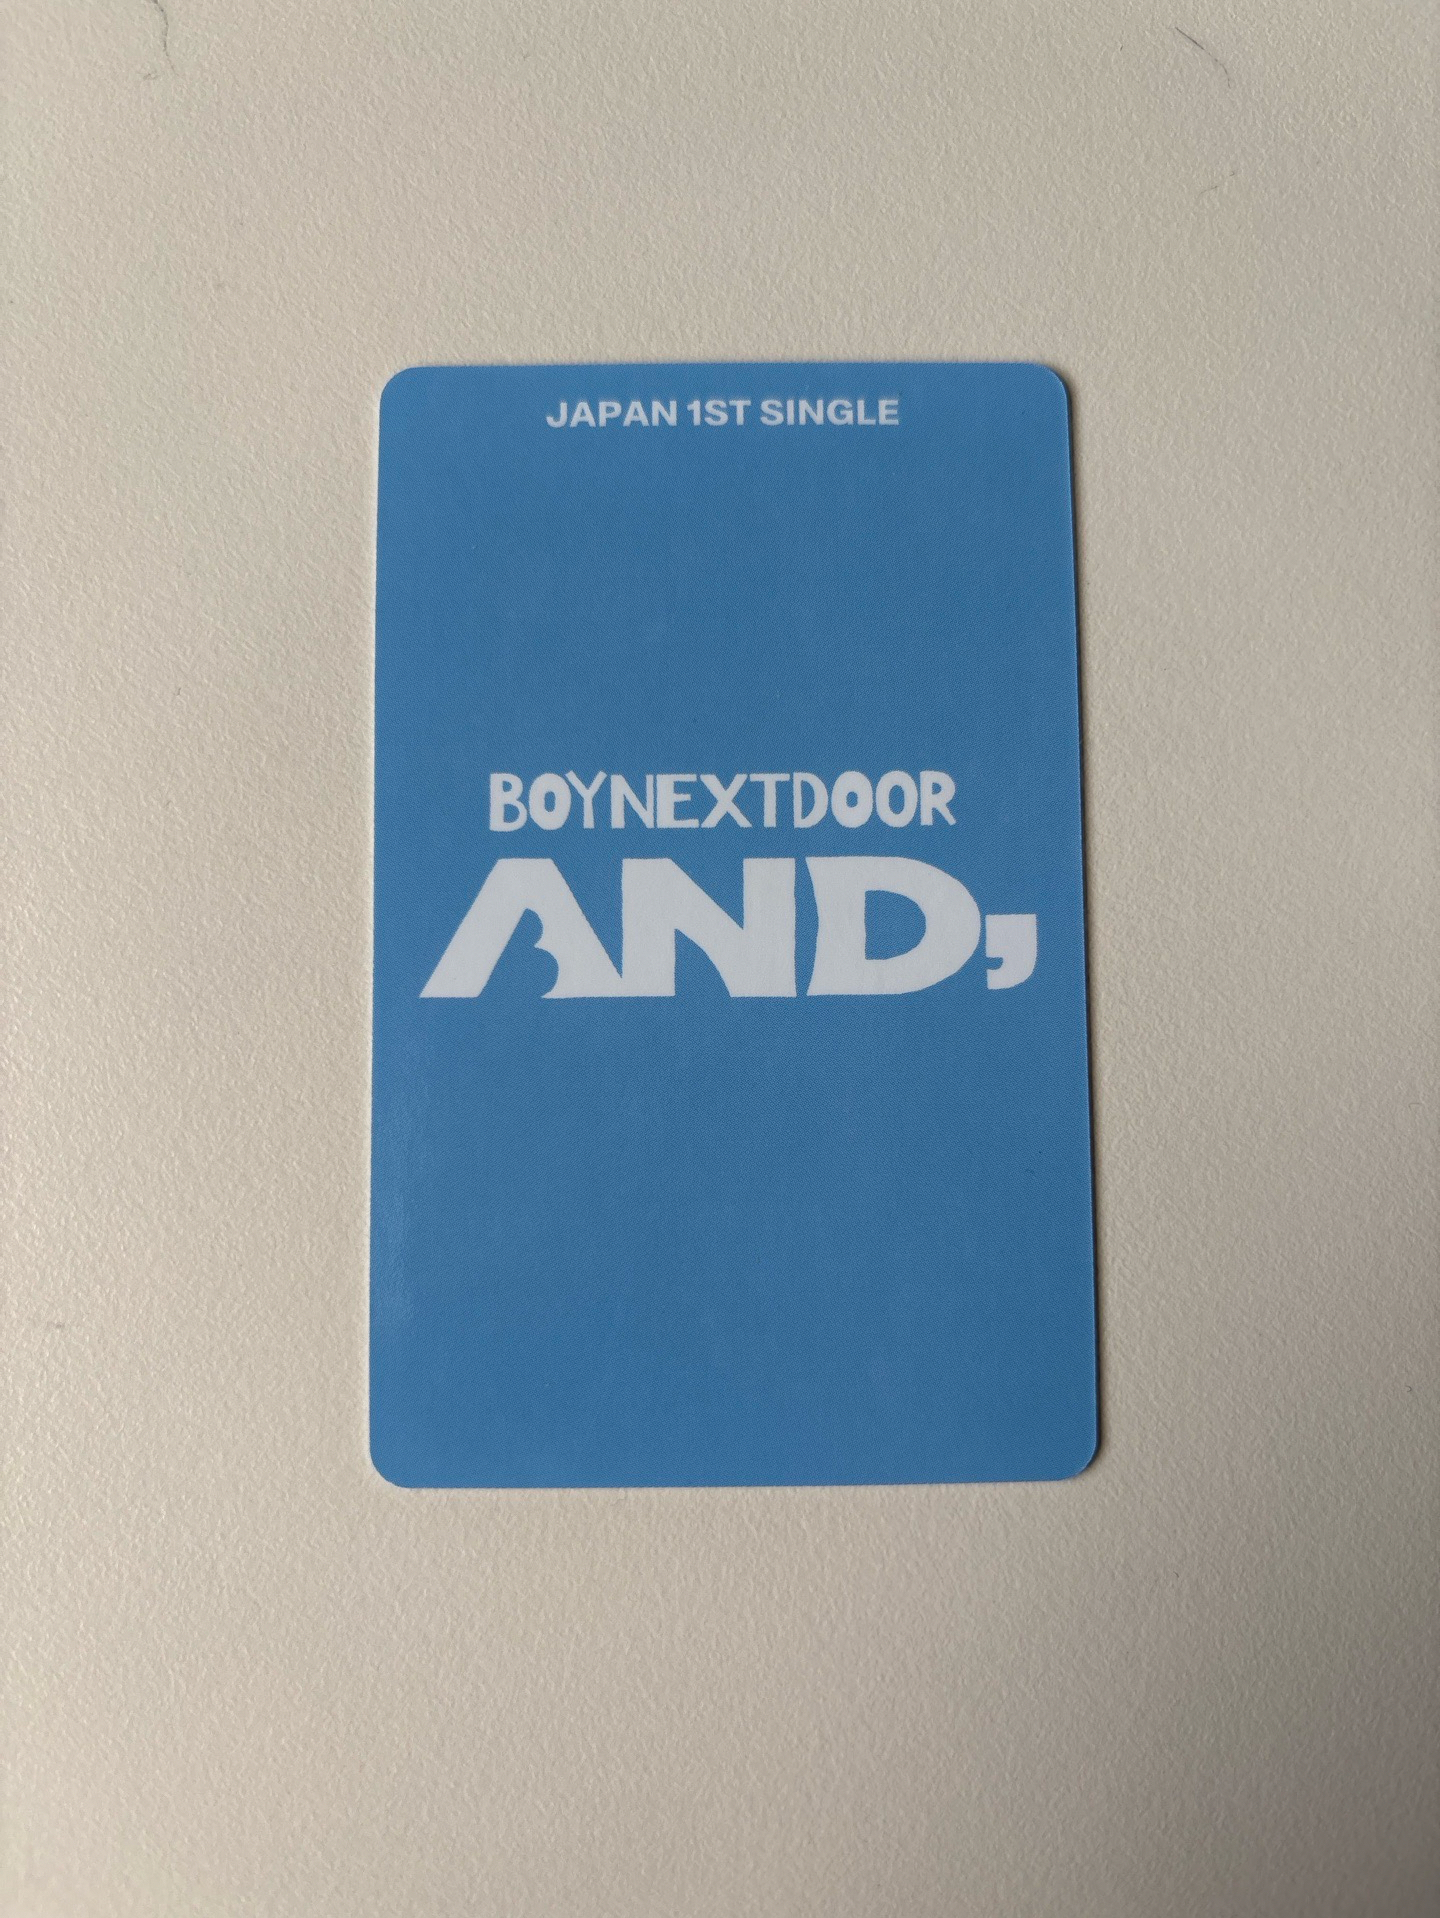 JAPAN 1ST SINGLE
BOYNEXTDOOR
AND,